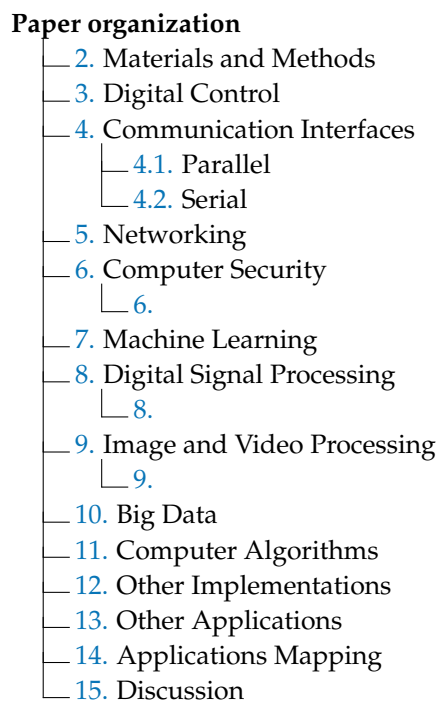 Paper organization
2. Materials and Methods
3. Digital Control
4. Communication Interfaces
4.1. Parallel
4.2. Serial
5. Networking
6. Computer Security
6.
7. Machine Learning
8. Digital Signal Processing
8.
9. Image and Video Processing
9.
10. Big Data
11. Computer Algorithms
12. Other Implementations
13. Other Applications
14. Applications Mapping
15. Discussion